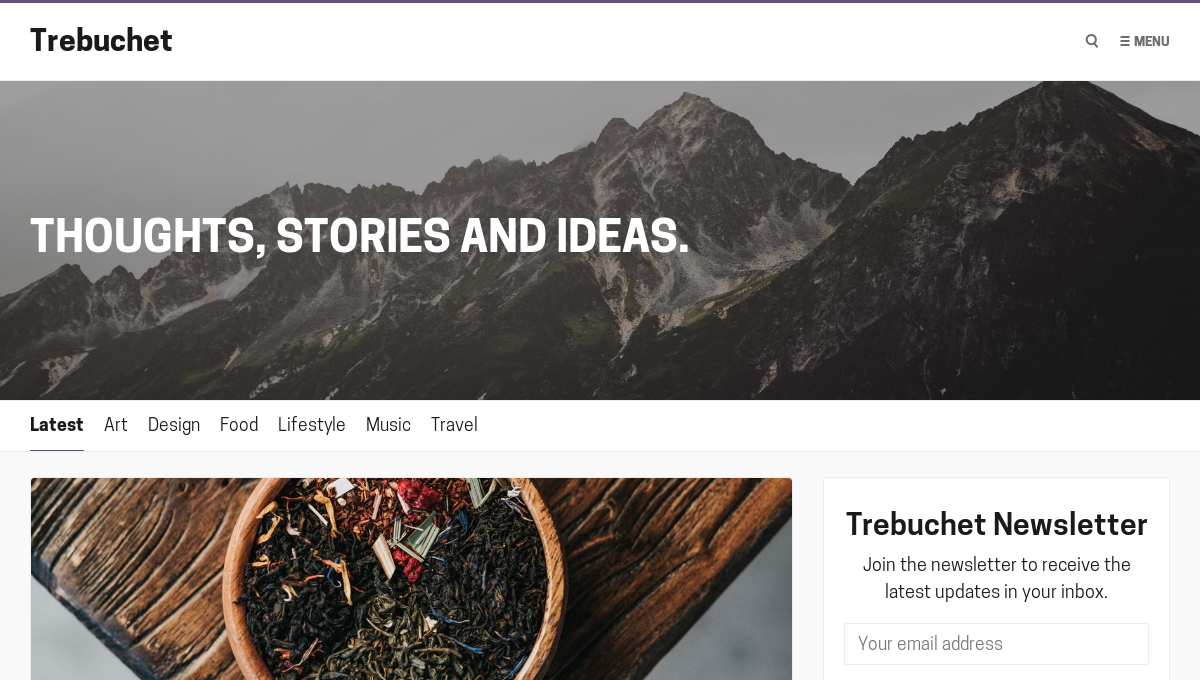 Trebuchet
MENU
THOUGHTS, STORIES AND IDEAS.
Latest Art Design Food Lifestyle Music Travel
Trebuchet Newsletter
Join the newsletter to receive the
latest updates in your inbox.
Your email address